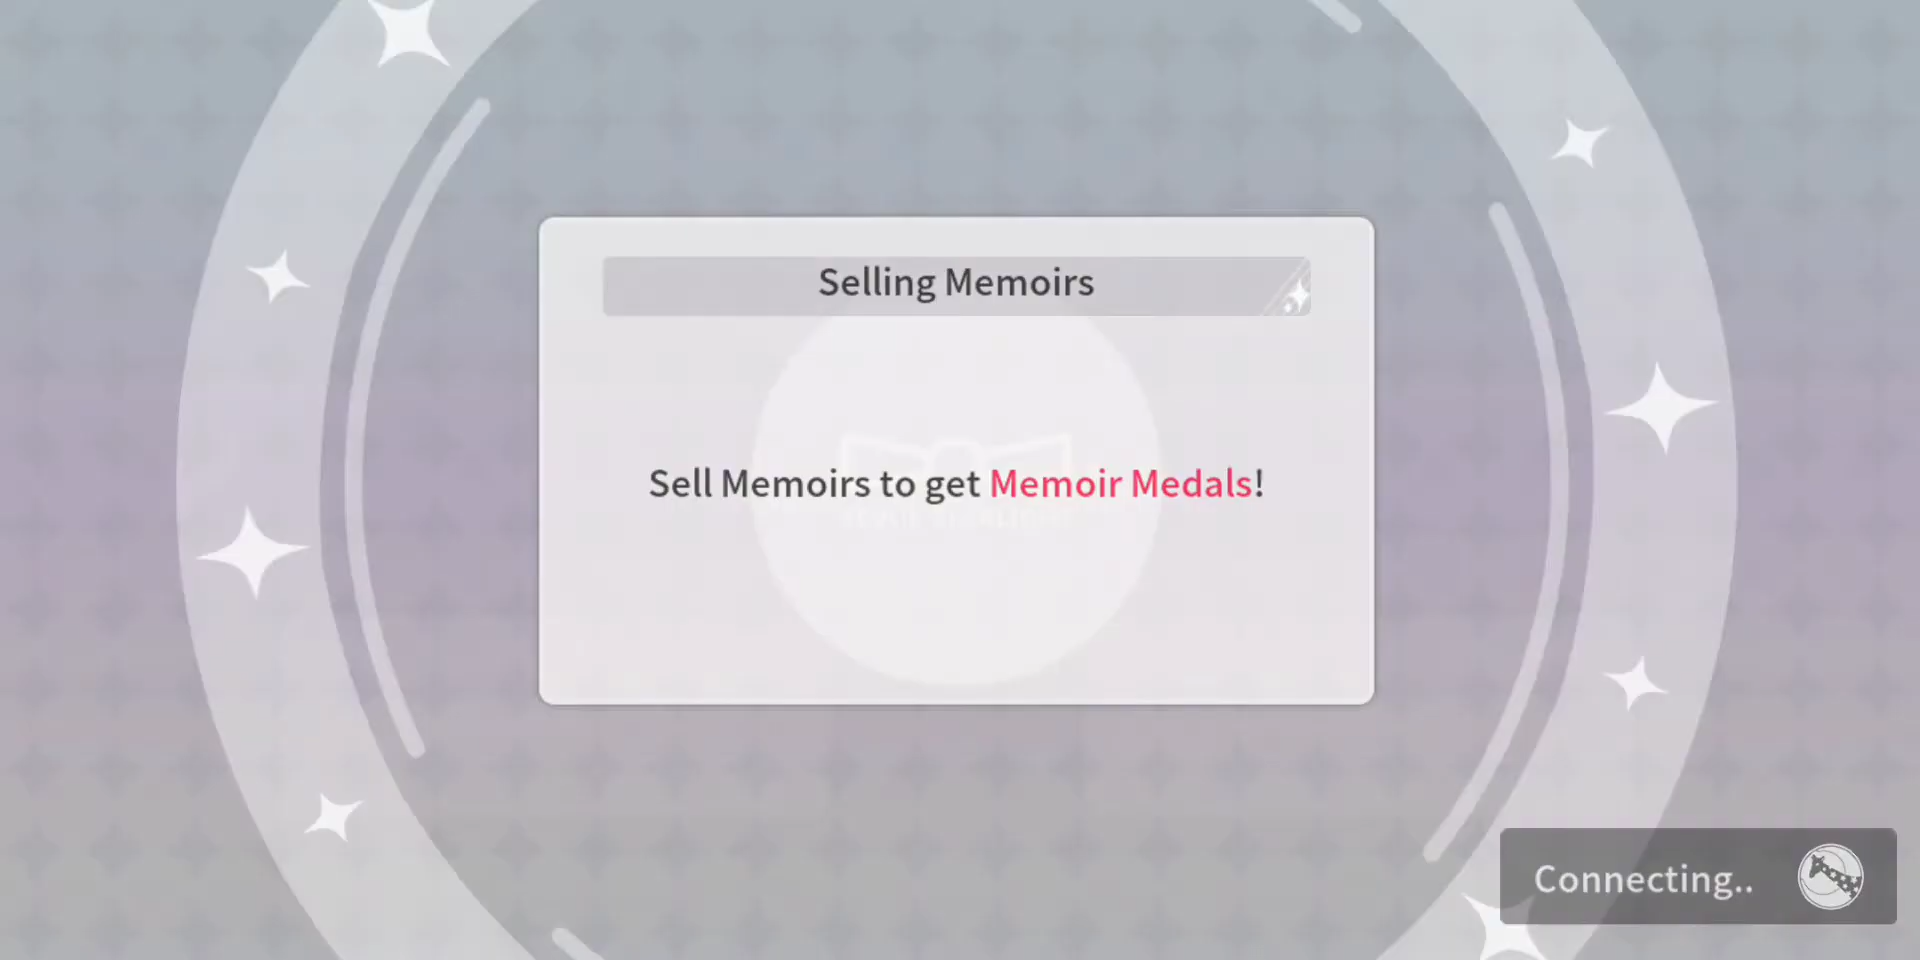 Selling Memoirs
Sell Memoirs to get Memoir Medals!
Connecting..